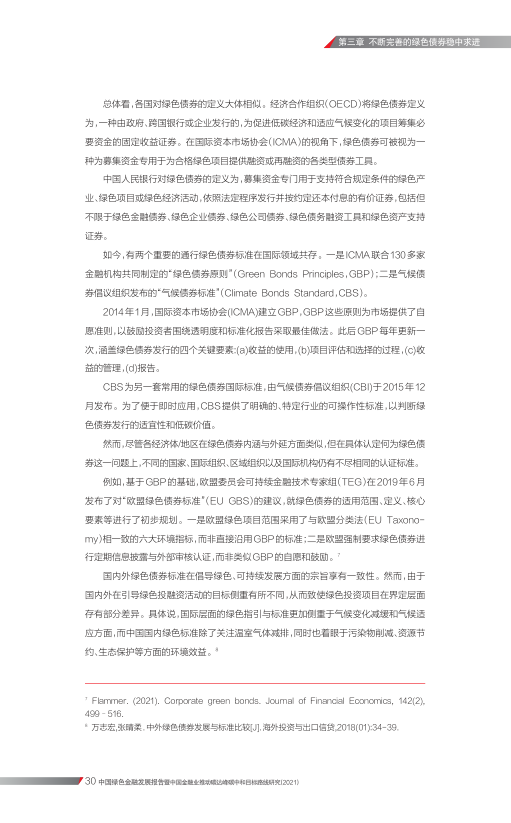 第三章 不断完善的绿色债券稳中求进
总体看,各国对绿色债券的定义大体相似。经济合作组织(OECD)将绿色债券定义
为,一种由政府、跨国银行或企业发行的,为促进低碳经济和适应气候变化的项目筹集必
要资金的固定收益证券。在国际资本市场协会(ICMA)的视角下,绿色债券可被视为一
种为募集资金专用于为合格绿色项目提供融资或再融资的各类型债券工具。
中国人民银行对绿色债券的定义为,募集资金专门用于支持符合规定条件的绿色产
业、绿色项目或绿色经济活动,依照法定程序发行并按约定还本付息的有价证券,包括但
不限于绿色金融债券、绿色企业债券、绿色公司债券、绿色债务融资工具和绿色资产支持
证券。
如今,有两个重要的通行绿色债券标准在国际领域共存。一是ICMA联合130多家
金融机构共同制定的“绿色债券原则”(Green Bonds Principles,GBP);二是气候债
券倡议组织发布的“气候债券标准”(Climate Bonds Standard,CBS)。
2014年1月,国际资本市场协会(ICMA)建立GBP,GBP这些原则为市场提供了自
愿准则,以鼓励投资者围绕透明度和标准化报告采取最佳做法。此后GBP每年更新一
次,涵盖绿色债券发行的四个关键要素:(a)收益的使用,(b)项目评估和选择的过程,(c)收
益的管理,(d)报告。
CBS为另一套常用的绿色债券国际标准,由气候债券倡议组织(CBI)于2015年12
月发布。为了便于即时应用,CBS提供了明确的、特定行业的可操作性标准,以判断绿
色债券发行的适宜性和低碳价值。
然而,尽管各经济体/地区在绿色债券内涵与外延方面类似,但在具体认定何为绿色债
券这一问题上,不同的国家、国际组织、区域组织以及国际机构仍有不尽相同的认证标准。
例如,基于GBP的基础,欧盟委员会可持续金融技术专家组(TEG)在2019年6月
发布了对“欧盟绿色债券标准”(EU GBS)的建议,就绿色债券的适用范围、定义、核心
要素等进行了初步规划。一是欧盟绿色项目范围采用了与欧盟分类法(EU Taxono-
my)相一致的六大环境指标,而非直接沿用GBP的标准;二是欧盟强制要求绿色债券进
行定期信息披露与外部审核认证,而非类似GBP的自愿和鼓励。7
国内外绿色债券标准在倡导绿色、可持续发展方面的宗旨享有一致性。然而,由于
国内外在引导绿色投融资活动的目标侧重有所不同,从而致使绿色投资项目在界定层面
存有部分差异。具体说,国际层面的绿色指引与标准更加侧重于气候变化减缓和气候适
应方面,而中国国内绿色标准除了关注温室气体减排,同时也着眼于污染物削减、资源节
约、生态保护等方面的环境效益。8
7 Flammer. (2021). Corporate green bonds. Journal of Financial Economics, 142(2),
499–516.
8 万志宏,张晴柔. 中外绿色债券发展与标准比较[J].海外投资与出口信贷,2018(01):34-39.
30 中国绿色金融发展报告暨中国金融业推动碳达峰碳中和目标路线研究(2021)